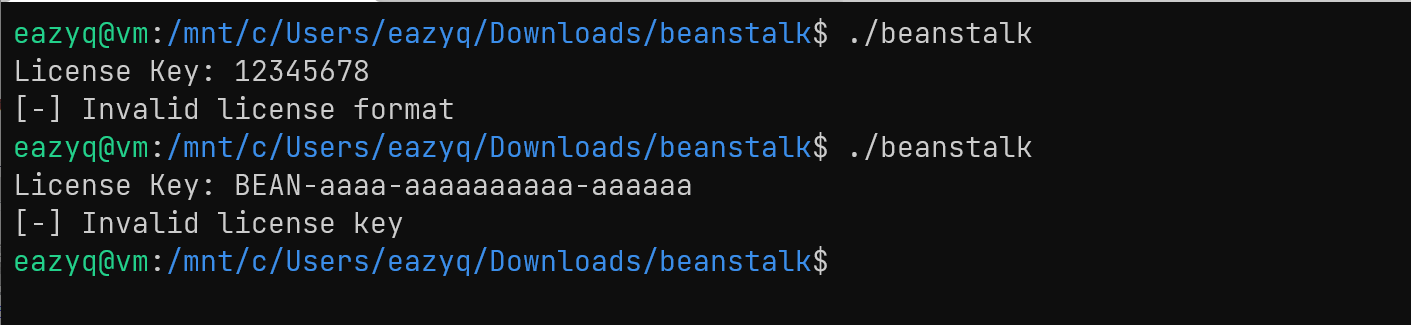 eazyq@vm:/mnt/c/Users/eazyq/Downloads/beanstalk$ ./beanstalk
License Key: 12345678
[-] Invalid license format
eazyq@vm:/mnt/c/Users/eazyq/Downloads/beanstalk$ ./beanstalk
License Key: BEAN-aaaa-aaaaaaaaaa-aaaaaa
[-] Invalid license key
eazyq@vm:/mnt/c/Users/eazyq/Downloads/beanstalk$